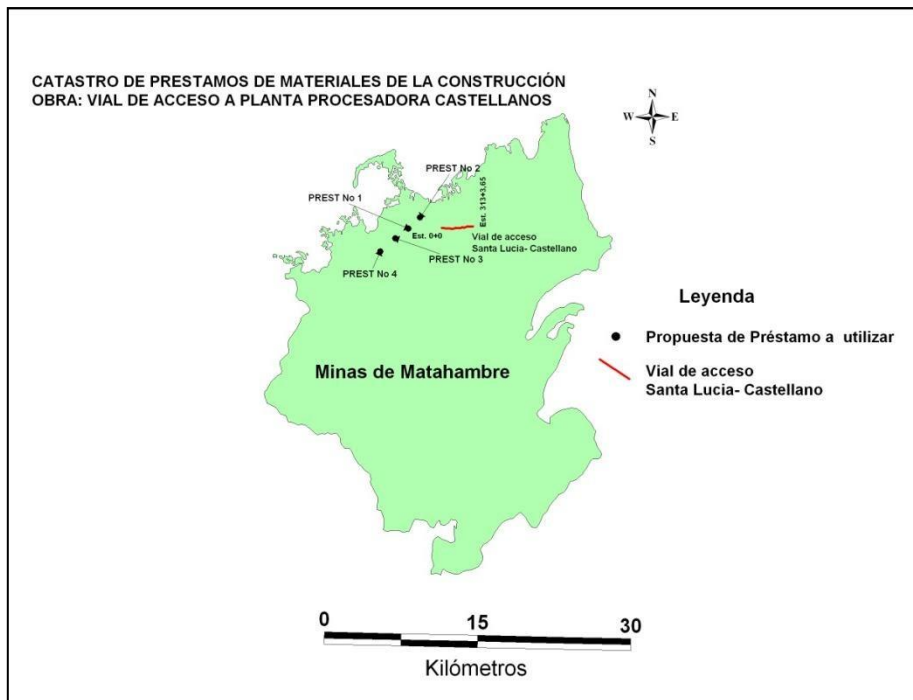 CATASTRO DE PRESTAMOS DE MATERIALES DE LA CONSTRUCCIÓN
OBRA: VIAL DE ACCESO A PLANTA PROCESADORA CASTELLANOS
N
W E
S
PREST No 2
PREST No 1
Est. 313+3,65
Est. 0+0
Vial de acceso
Santa Lucia- Castellano
PREST No 3
PREST No 4
Minas de Matahambre
Leyenda
Propuesta de Préstamo a utilizar
Vial de acceso
Santa Lucia- Castellano
0 15 30
Kilómetros